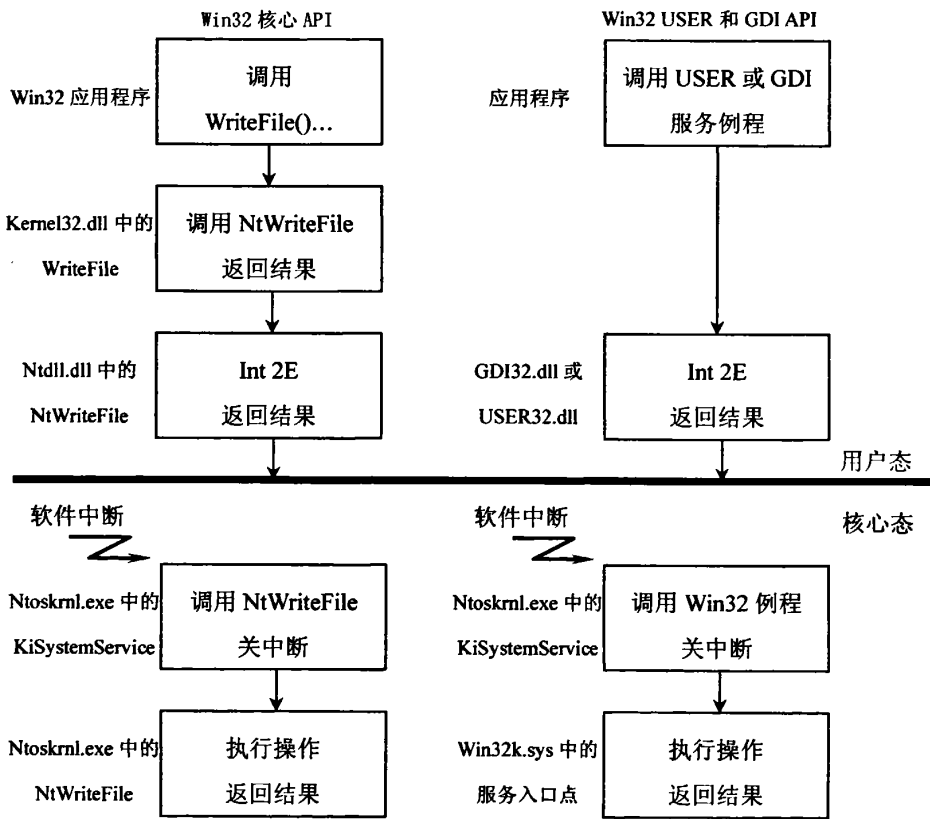 Win32 核心 API
Win32 USER 和 GDI API
Win32 应用程序
调用
WriteFile()…
应用程序
调用 USER 或 GDI
服务例程
Kernel32.dll 中的
WriteFile
调用 NtWriteFile
返回结果
Ntdll.dll 中的
NtWriteFile
Int 2E
返回结果
GDI32.dll 或
USER32.dll
Int 2E
返回结果
用户态
核心态
软件中断
软件中断
Ntoskrnl.exe 中的
KiSystemService
调用 NtWriteFile
关中断
Ntoskrnl.exe 中的
KiSystemService
调用 Win32 例程
关中断
Ntoskrnl.exe 中的
NtWriteFile
执行操作
返回结果
Win32k.sys 中的
服务入口点
执行操作
返回结果